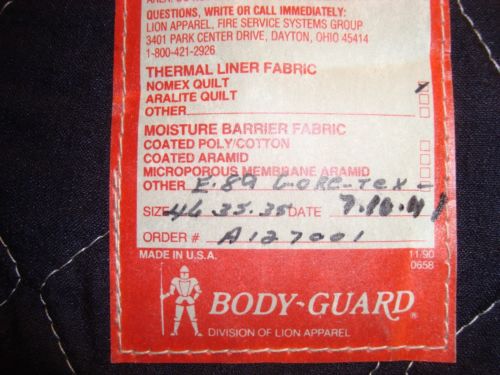 QUESTIONS, WRITE OR CALL IMMEDIATELY:
LION APPAREL, FIRE SERVICE SYSTEMS GROUP
3401 PARK CENTER DRIVE, DAYTON, OHIO 45414
1-800-421-2926
THERMAL LINER FABRIC
NOMEX QUILT
ARALITE QUILT
OTHER
MOISTURE BARRIER FABRIC
COATED POLY/COTTON
COATED ARAMID
MICROPOROUS MEMBRANE ARAMID
OTHER E-89 GORE-TEX-
SIZE 46.35.35 DATE 7.10.91
ORDER # A127001
MADE IN U.S.A. 11/90
0658
BODY-GUARD®
DIVISION OF LION APPAREL